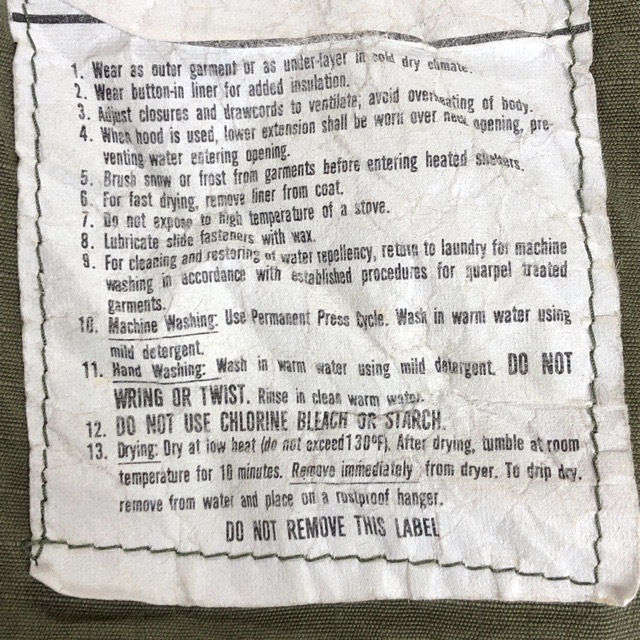 1. Wear as outer garment or as under-layer in cold dry climate.
2. Wear button-in liner for added insulation.
3. Adjust closures and drawcords to ventilate; avoid overheating of body.
4. When hood is used, lower extension shall be worn over neck opening, pre-
venting water entering opening.
5. Brush snow or frost from garments before entering heated shelters.
6. For fast drying, remove liner from coat.
7. Do not expose to high temperature of a stove.
8. Lubricate slide fasteners with wax.
9. For cleaning and restoring of water repellency, return to laundry for machine
washing in accordance with established procedures for quarpel treated
garments.
10. Machine Washing: Use Permanent Press Cycle. Wash in warm water using
mild detergent.
11. Hand Washing: Wash in warm water using mild detergent. DO NOT
WRING OR TWIST. Rinse in clean warm water.
12. DO NOT USE CHLORINE BLEACH OR STARCH.
13. Drying: Dry at low heat (do not exceed 130°F). After drying, tumble at room
temperature for 10 minutes. Remove immediately from dryer. To drip dry,
remove from water and place on a rustproof hanger.
DO NOT REMOVE THIS LABEL